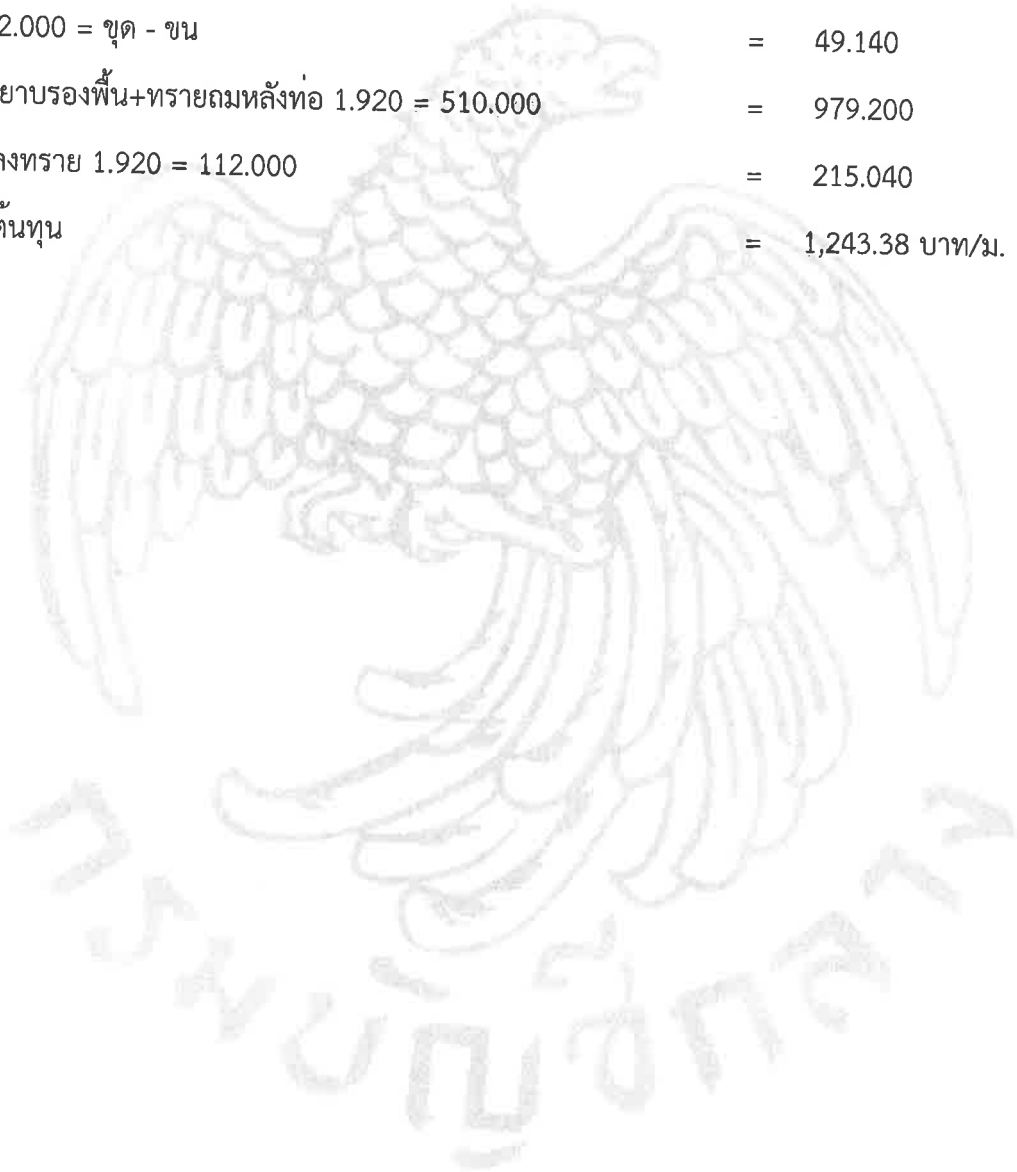 2.000 = ขุด - ขน = 49.140
ยาบรองพื้น+ทรายถมหลังท่อ 1.920 = 510.000 = 979.200
ลงทราย 1.920 = 112.000 = 215.040
ต้นทุน = 1,243.38 บาท/ม.
กรมบัญชีกลาง